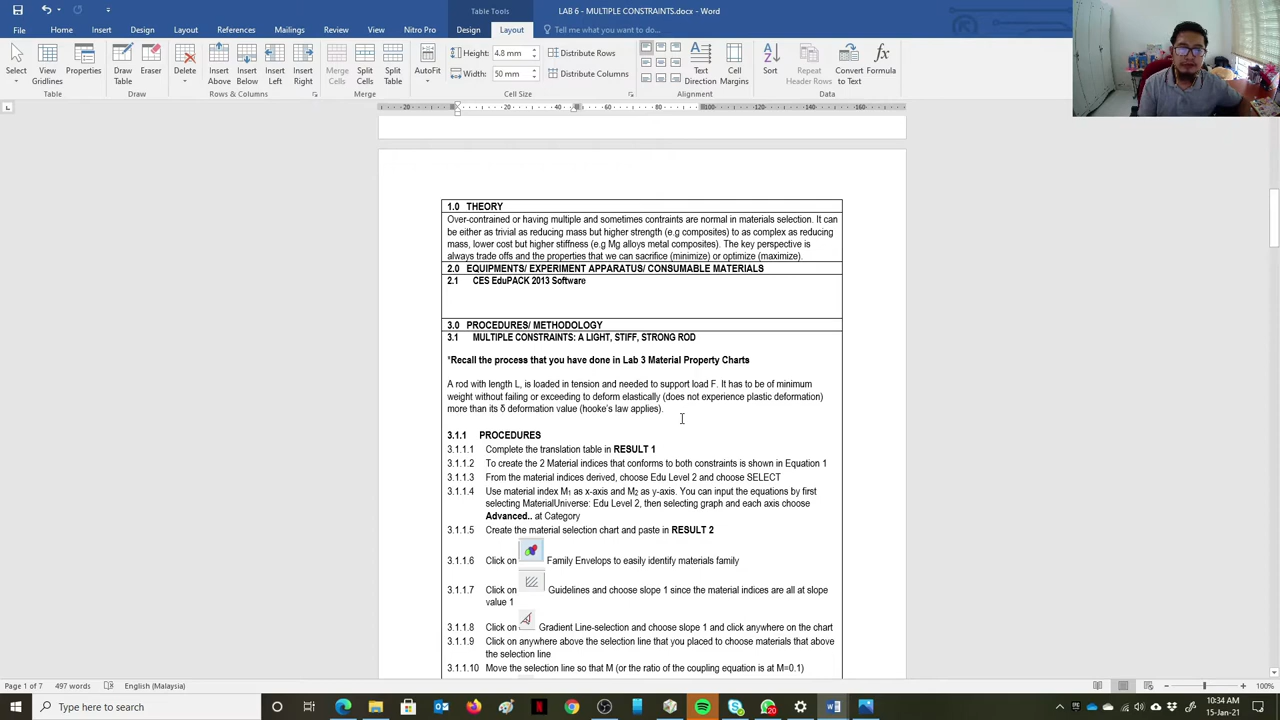 LAB 6 - MULTIPLE CONSTRAINTS.docx - Word
Table Tools
File Home Insert Design Layout References Mailings Review View Nitro Pro Design Layout Tell me what you want to do...
Select
View Gridlines
Properties
Draw Table
Eraser
Delete
Insert Above
Insert Below
Insert Left
Insert Right
Merge Cells
Split Cells
Split Table
AutoFit
Height: 4.8 mm
Width: 50 mm
Distribute Rows
Distribute Columns
Text Direction
Cell Margins
Sort
Repeat Header Rows
Convert to Text
Formula
Table Draw Rows & Columns Merge Cell Size Alignment Data
1.0 THEORY
Over-contrained or having multiple and sometimes contraints are normal in materials selection. It can
be either as trivial as reducing mass but higher strength (e.g composites) to as complex as reducing
mass, lower cost but higher stiffness (e.g Mg alloys metal composites). The key perspective is
always trade offs and the properties that we can sacrifice (minimize) or optimize (maximize).
2.0 EQUIPMENTS/ EXPERIMENT APPARATUS/ CONSUMABLE MATERIALS
2.1 CES EduPACK 2013 Software
3.0 PROCEDURES/ METHODOLOGY
3.1 MULTIPLE CONSTRAINTS: A LIGHT, STIFF, STRONG ROD
*Recall the process that you have done in Lab 3 Material Property Charts
A rod with length L, is loaded in tension and needed to support load F. It has to be of minimum
weight without failing or exceeding to deform elastically (does not experience plastic deformation)
more than its δ deformation value (hooke's law applies).
3.1.1 PROCEDURES
3.1.1.1 Complete the translation table in RESULT 1
3.1.1.2 To create the 2 Material indices that conforms to both constraints is shown in Equation 1
3.1.1.3 From the material indices derived, choose Edu Level 2 and choose SELECT
3.1.1.4 Use material index M₁ as x-axis and M₂ as y-axis. You can input the equations by first
selecting MaterialUniverse: Edu Level 2, then selecting graph and each axis choose
Advanced.. at Category
3.1.1.5 Create the material selection chart and paste in RESULT 2
3.1.1.6 Click on Family Envelops to easily identify materials family
3.1.1.7 Click on Guidelines and choose slope 1 since the material indices are all at slope
value 1
3.1.1.8 Click on Gradient Line-selection and choose slope 1 and click anywhere on the chart
3.1.1.9 Click on anywhere above the selection line that you placed to choose materials that above
the selection line
3.1.1.10 Move the selection line so that M (or the ratio of the coupling equation is at M=0.1)
Page 1 of 7 497 words English (Malaysia) 100%
Type here to search
20
10:34 AM
15-Jan-21